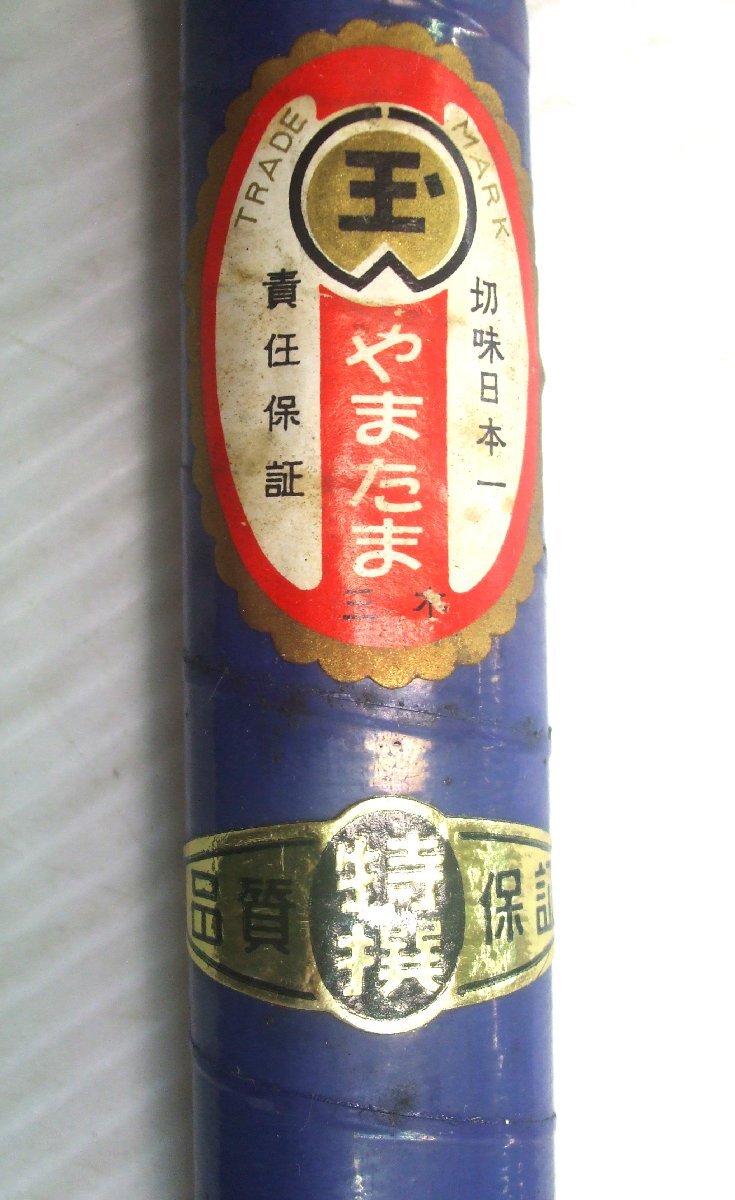 TRADE MARK
玉
切味日本一
やまたま
責任保証
三木
品質 特撰 保証